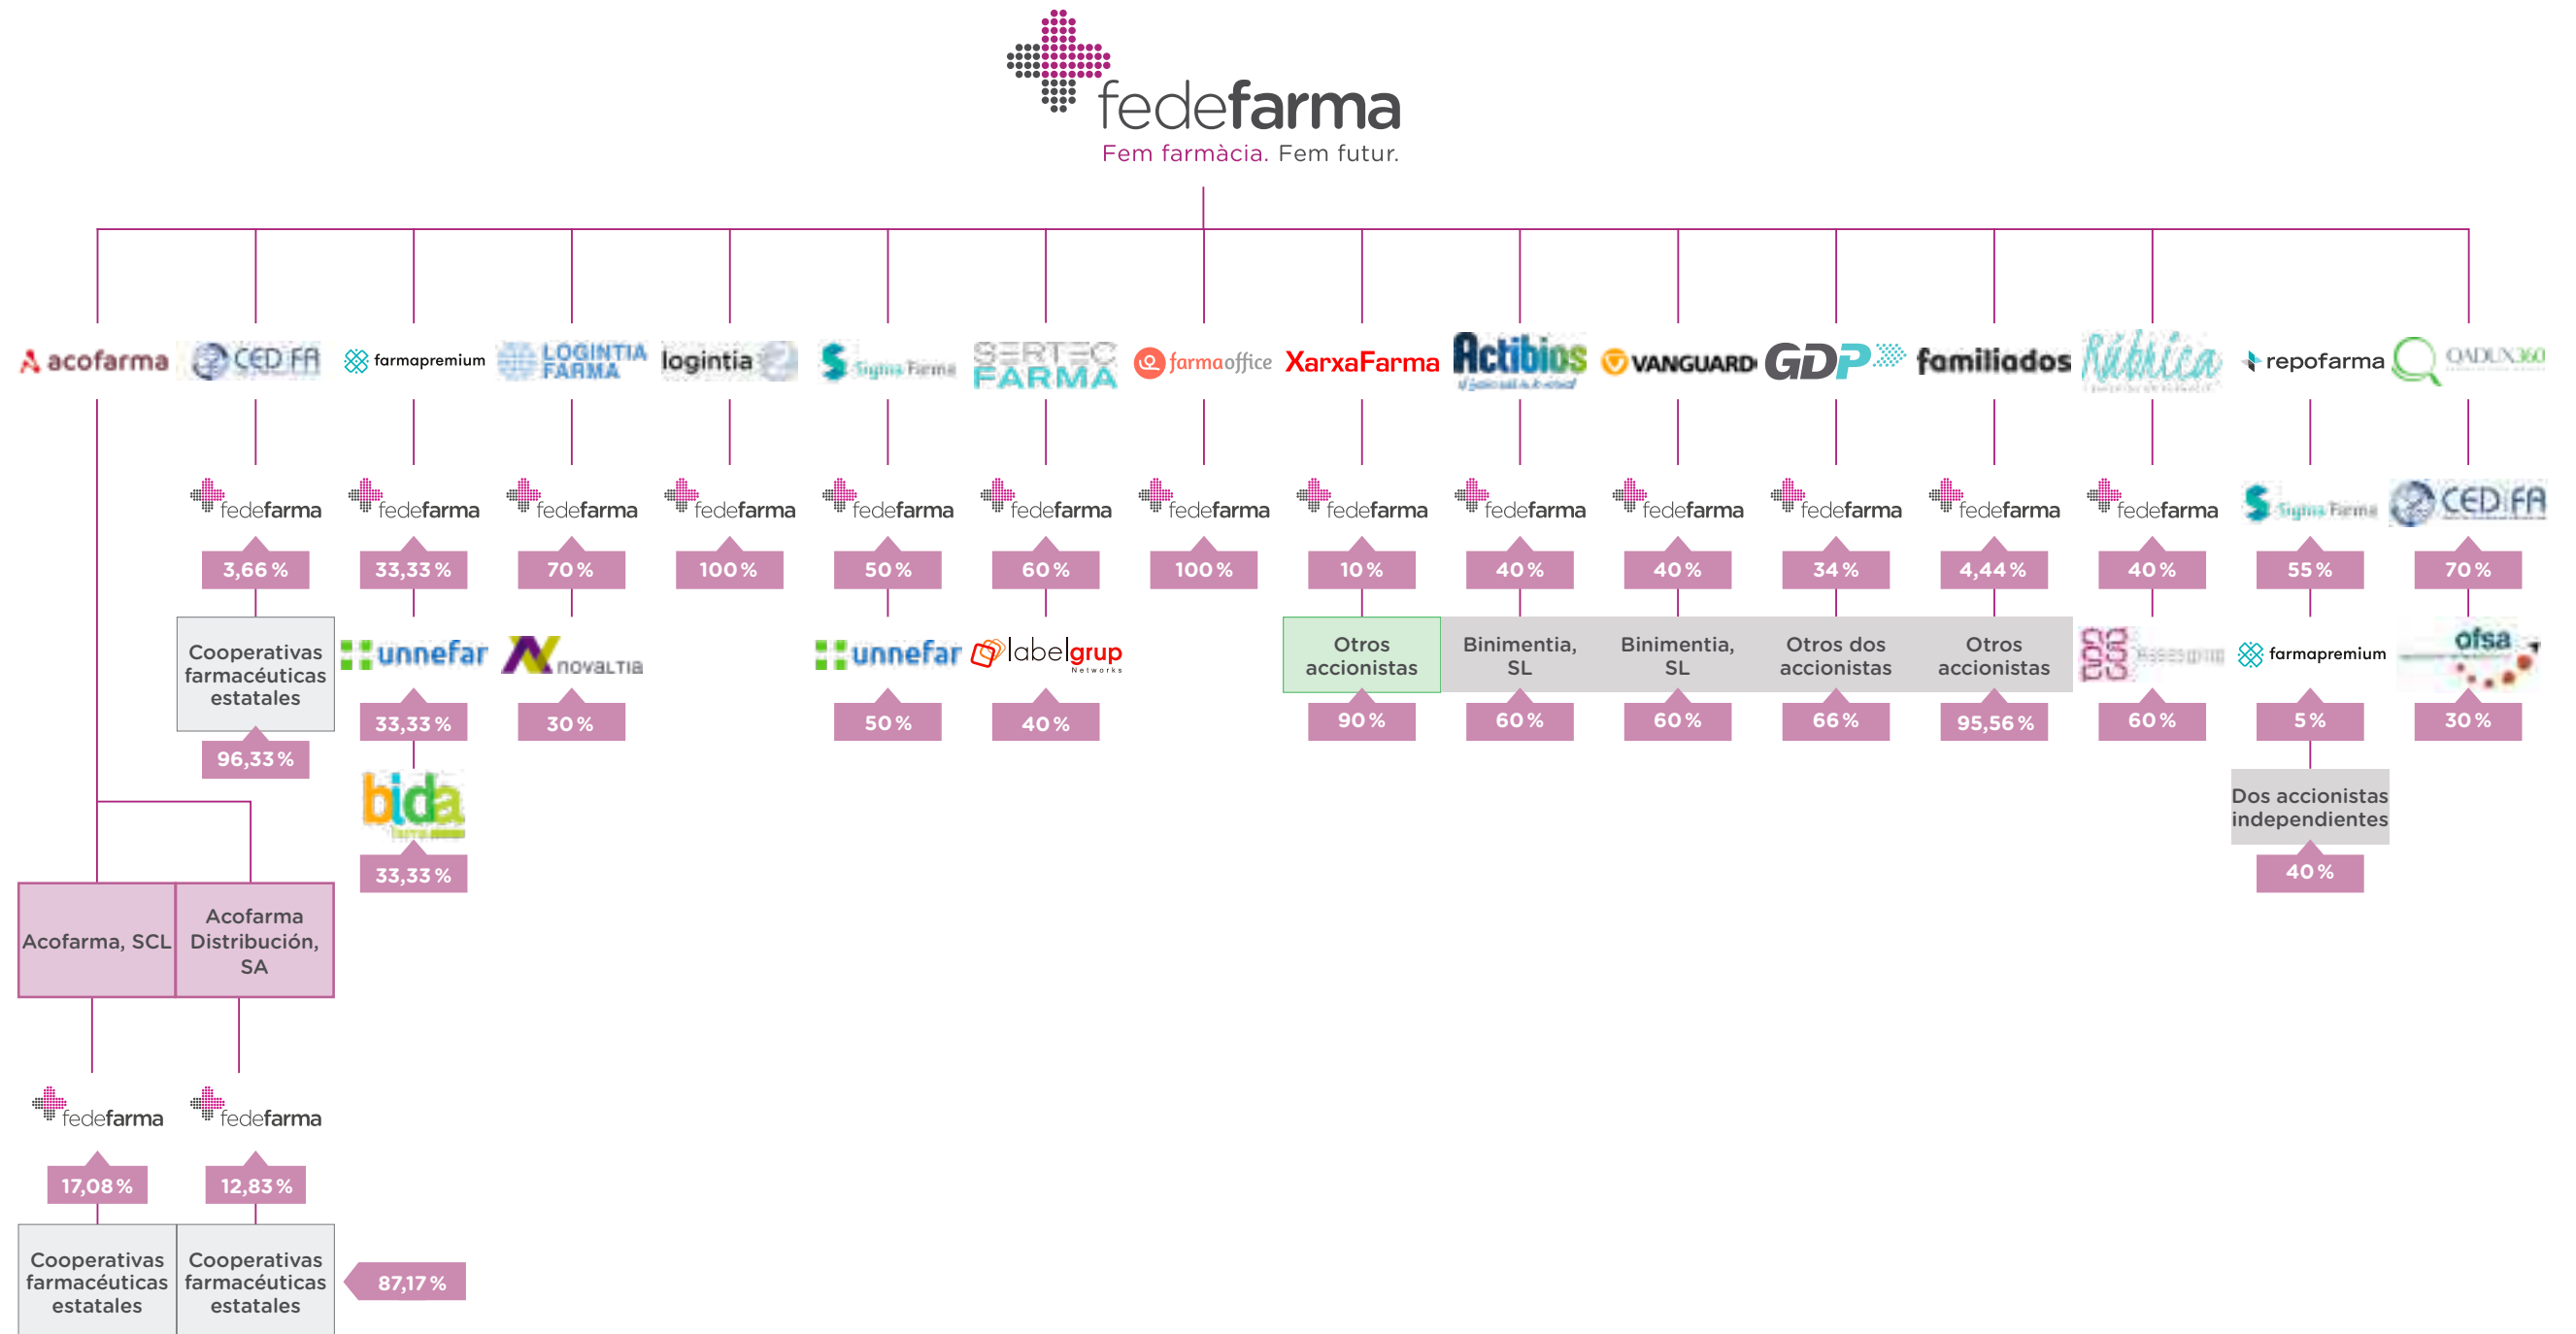 fedefarma
Fem farmàcia. Fem futur.
acofarma
CEDIFA
farmapremium
LOGINTIA
FARMA
logintia
Sigma Farma
SERTEC
FARMA
farmaoffice
XarxaFarma
Actibios
VANGUARD
GDP
familiados
Rúbrica
repofarma
QADUX360
fedefarma
fedefarma
fedefarma
fedefarma
fedefarma
fedefarma
fedefarma
fedefarma
fedefarma
fedefarma
fedefarma
fedefarma
fedefarma
Sigma Farma
CEDIFA
3,66 %
33,33 %
70 %
100 %
50 %
60 %
100 %
10 %
40 %
40 %
34 %
4,44 %
40 %
55 %
70 %
Cooperativas
farmacéuticas
estatales
unnefar
novaltia
unnefar
labelgrup
Networks
Otros
accionistas
Binimentia,
SL
Binimentia,
SL
Otros dos
accionistas
Otros
accionistas
farmapremium
ofsa
96,33 %
33,33 %
30 %
50 %
40 %
90 %
60 %
60 %
66 %
95,56 %
60 %
5 %
30 %
bida
farma
33,33 %
Dos accionistas
independientes
40 %
Acofarma, SCL
Acofarma
Distribución,
SA
fedefarma
fedefarma
17,08 %
12,83 %
Cooperativas
farmacéuticas
estatales
Cooperativas
farmacéuticas
estatales
87,17 %